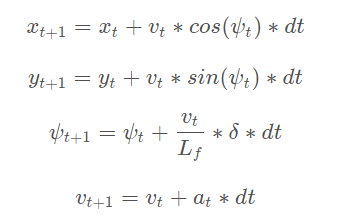 x_{t+1} = x_t + v_t * cos(ψ_t) * dt
y_{t+1} = y_t + v_t * sin(ψ_t) * dt
ψ_{t+1} = ψ_t + \frac{v_t}{L_f} * δ * dt
v_{t+1} = v_t + a_t * dt